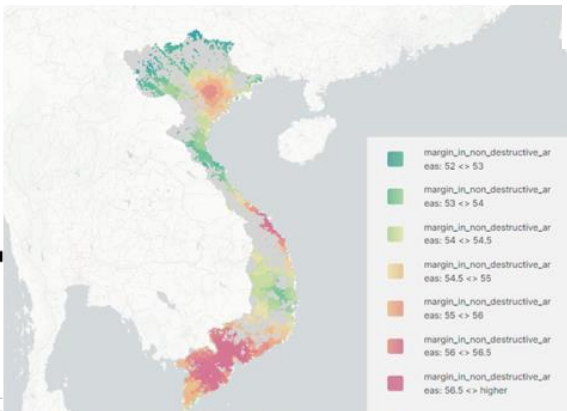 margin_in_non_destructive_ar
eas: 52 <> 53
margin_in_non_destructive_ar
eas: 53 <> 54
margin_in_non_destructive_ar
eas: 54 <> 54.5
margin_in_non_destructive_ar
eas: 54.5 <> 55
margin_in_non_destructive_ar
eas: 55 <> 56
margin_in_non_destructive_ar
eas: 56 <> 56.5
margin_in_non_destructive_ar
eas: 56.5 <> higher